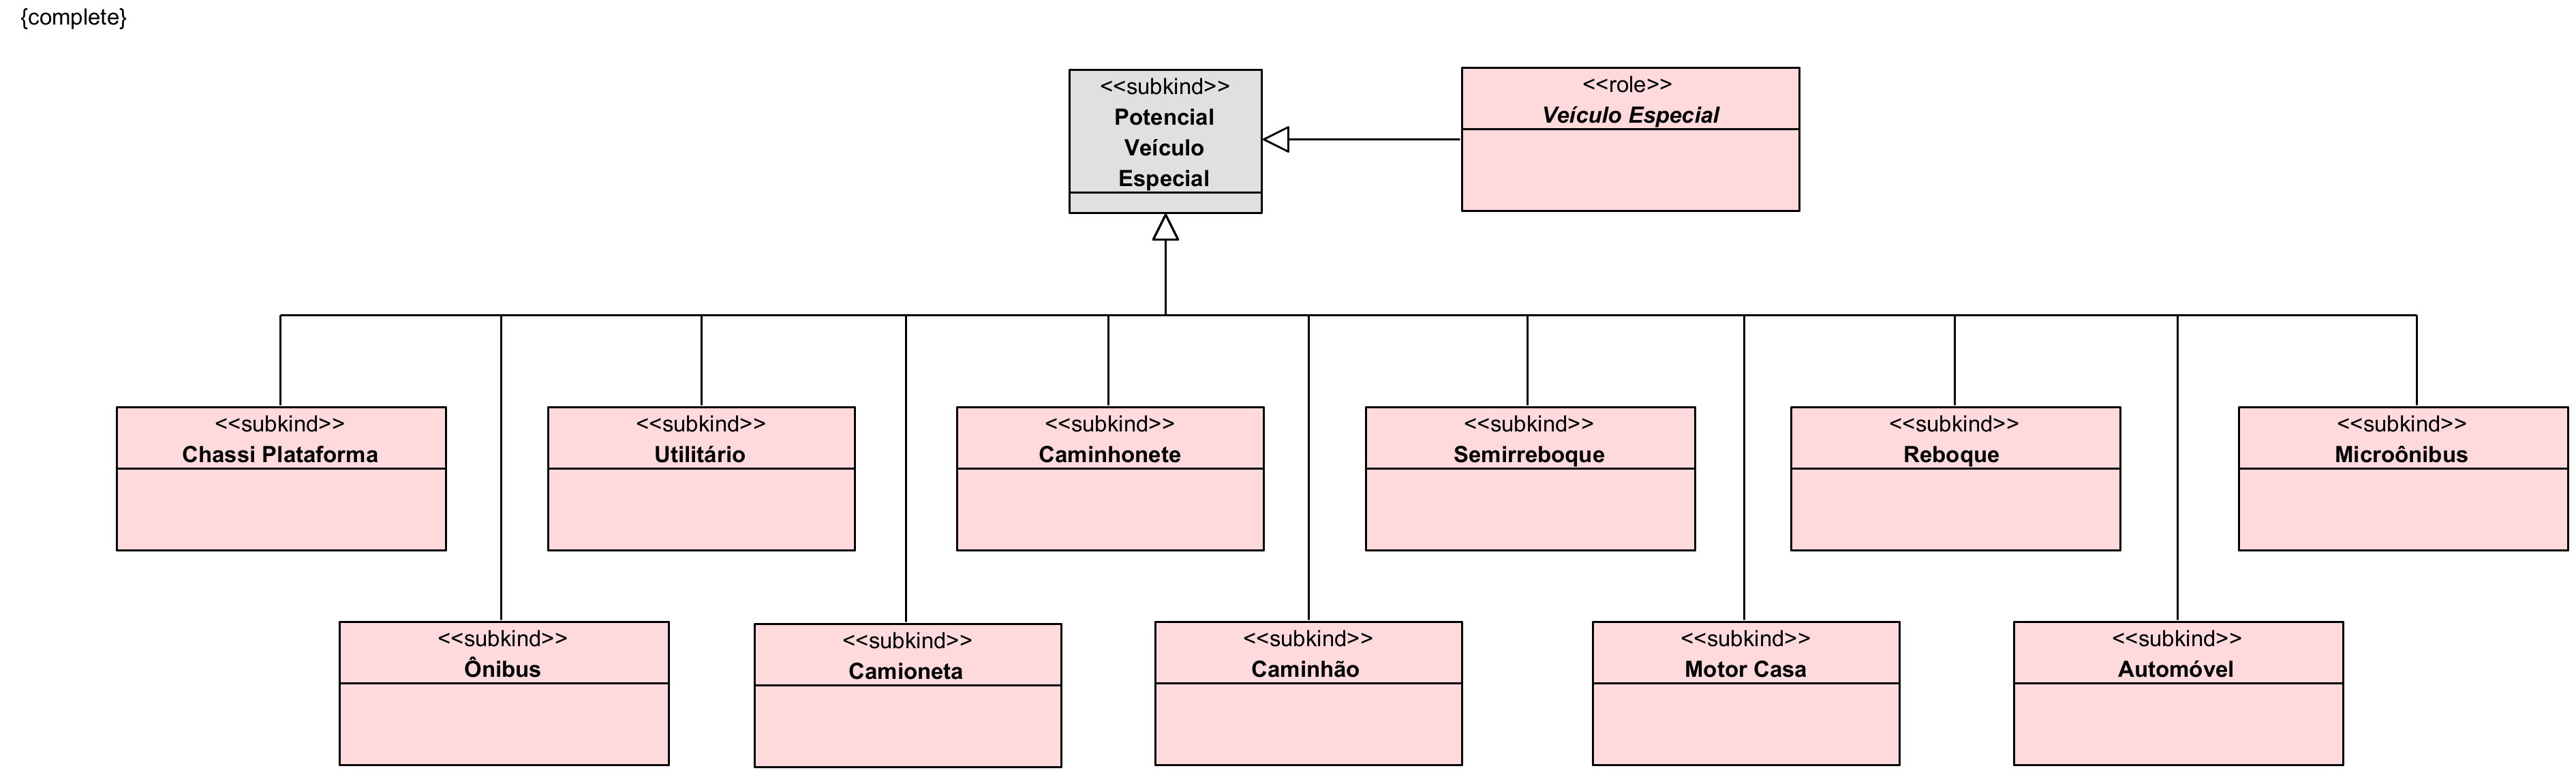 {complete}
<<subkind>>
Potencial
Veículo
Especial
<<role>>
Veículo Especial
<<subkind>>
Chassi Plataforma
<<subkind>>
Utilitário
<<subkind>>
Caminhonete
<<subkind>>
Semirreboque
<<subkind>>
Reboque
<<subkind>>
Microônibus
<<subkind>>
Ônibus
<<subkind>>
Camioneta
<<subkind>>
Caminhão
<<subkind>>
Motor Casa
<<subkind>>
Automóvel